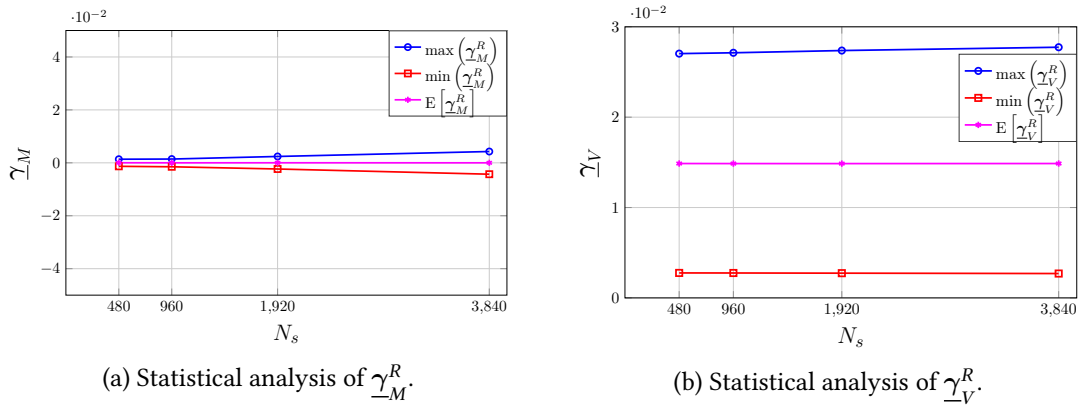 ·10⁻²
4
2
0
−2
−4
γ_M
480
960
1,920
3,840
N_s
max (γ_M^R)
min (γ_M^R)
E [γ_M^R]
(a) Statistical analysis of γ_M^R.
·10⁻²
3
2
1
0
γ_V
480
960
1,920
3,840
N_s
max (γ_V^R)
min (γ_V^R)
E [γ_V^R]
(b) Statistical analysis of γ_V^R.